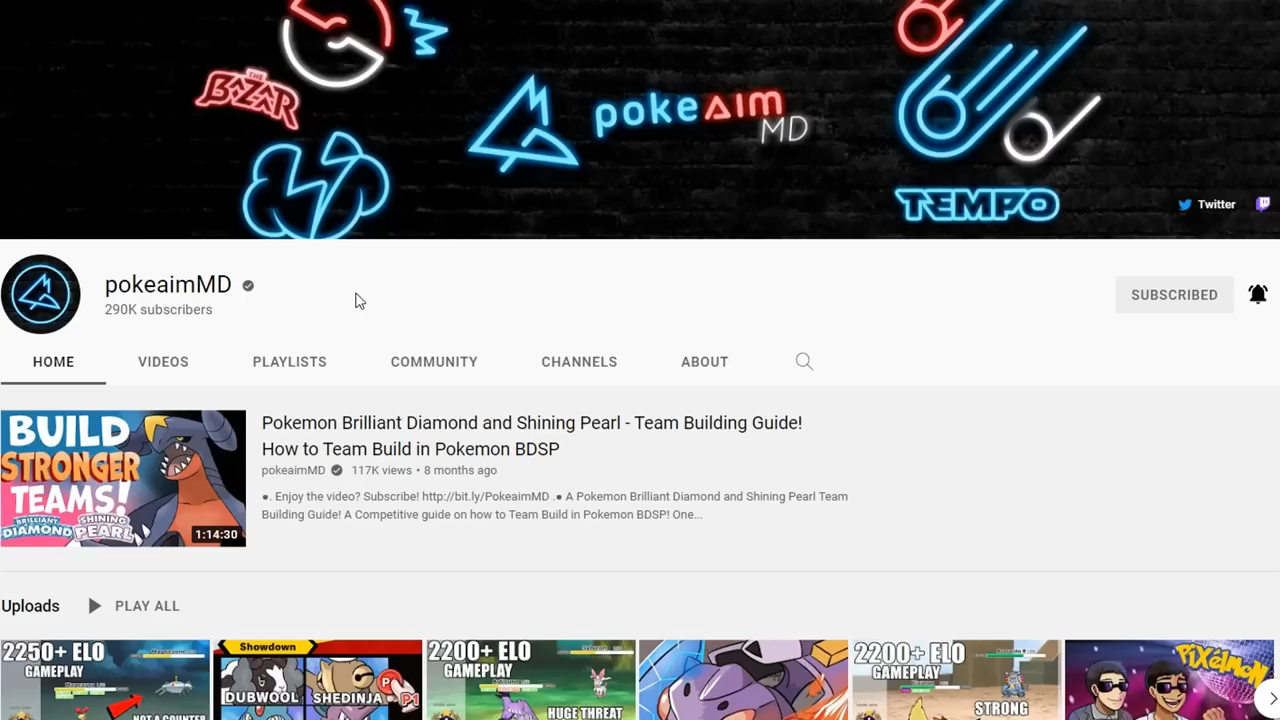 THE
BAZAR
pokeaim
MD
TEMPO
Twitter
pokeaimMD
290K subscribers
SUBSCRIBED
HOME
VIDEOS
PLAYLISTS
COMMUNITY
CHANNELS
ABOUT
BUILD
STRONGER
TEAMS!
BRILLIANT DIAMOND SHINING PEARL
1:14:30
Pokemon Brilliant Diamond and Shining Pearl - Team Building Guide!
How to Team Build in Pokemon BDSP
pokeaimMD 117K views • 8 months ago
●. Enjoy the video? Subscribe! http://bit.ly/PokeaimMD .● A Pokemon Brilliant Diamond and Shining Pearl Team
Building Guide! A Competitive guide on how to Team Build in Pokemon BDSP! One...
Uploads
PLAY ALL
2250+ ELO
GAMEPLAY
NOT A COUNTER
Showdown
DUBWOOL
SHEDINJA
P1
2200+ ELO
GAMEPLAY
HUGE THREAT
2200+ ELO
GAMEPLAY
STRONG
PIXELMON